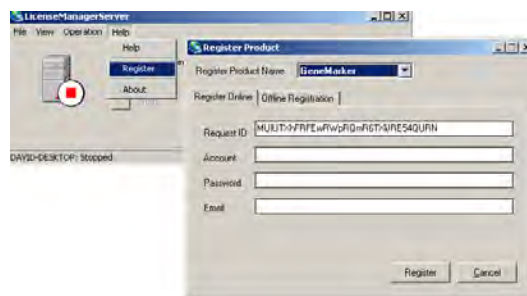 LicenseManagerServer
File View Operation Help
Help
Register
About
DAVID-DESKTOP: Stopped
Register Product
Register Product Name GeneMarker
Register Online Offline Registration
Request ID
Account
Password
Email
Register Cancel